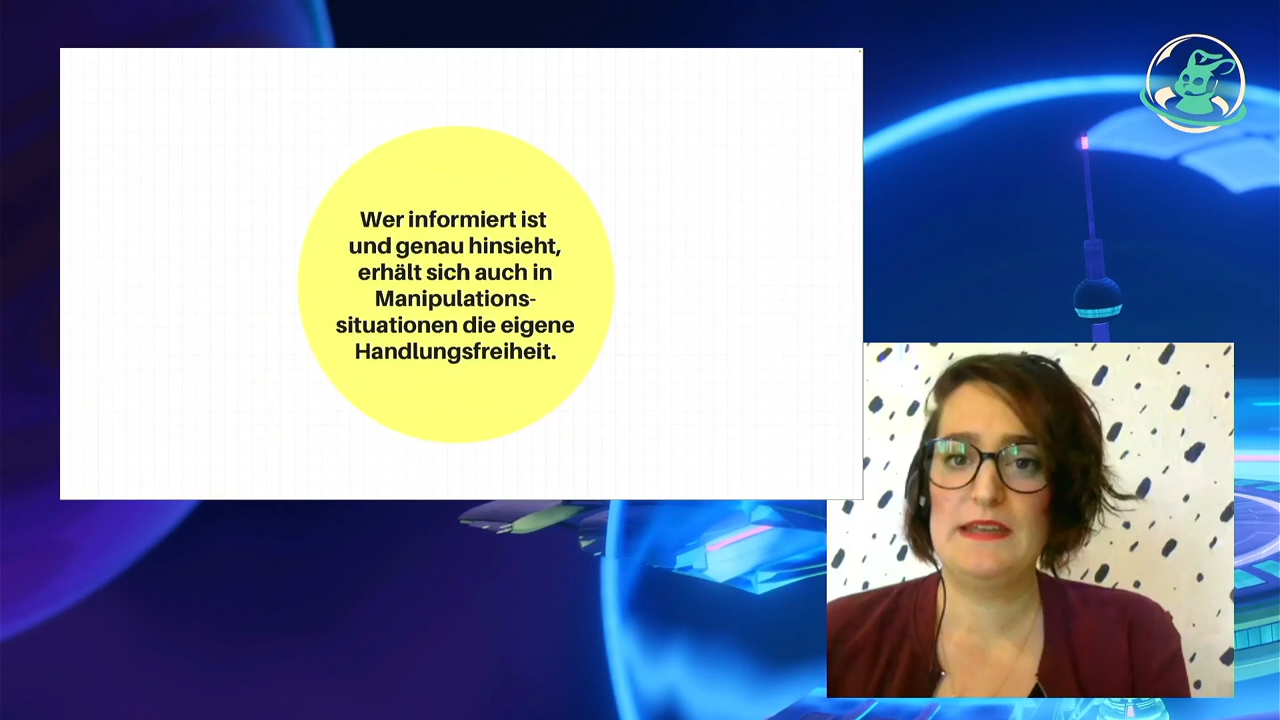 Wer informiert ist
und genau hinsieht,
erhält sich auch in
Manipulations-
situationen die eigene
Handlungsfreiheit.